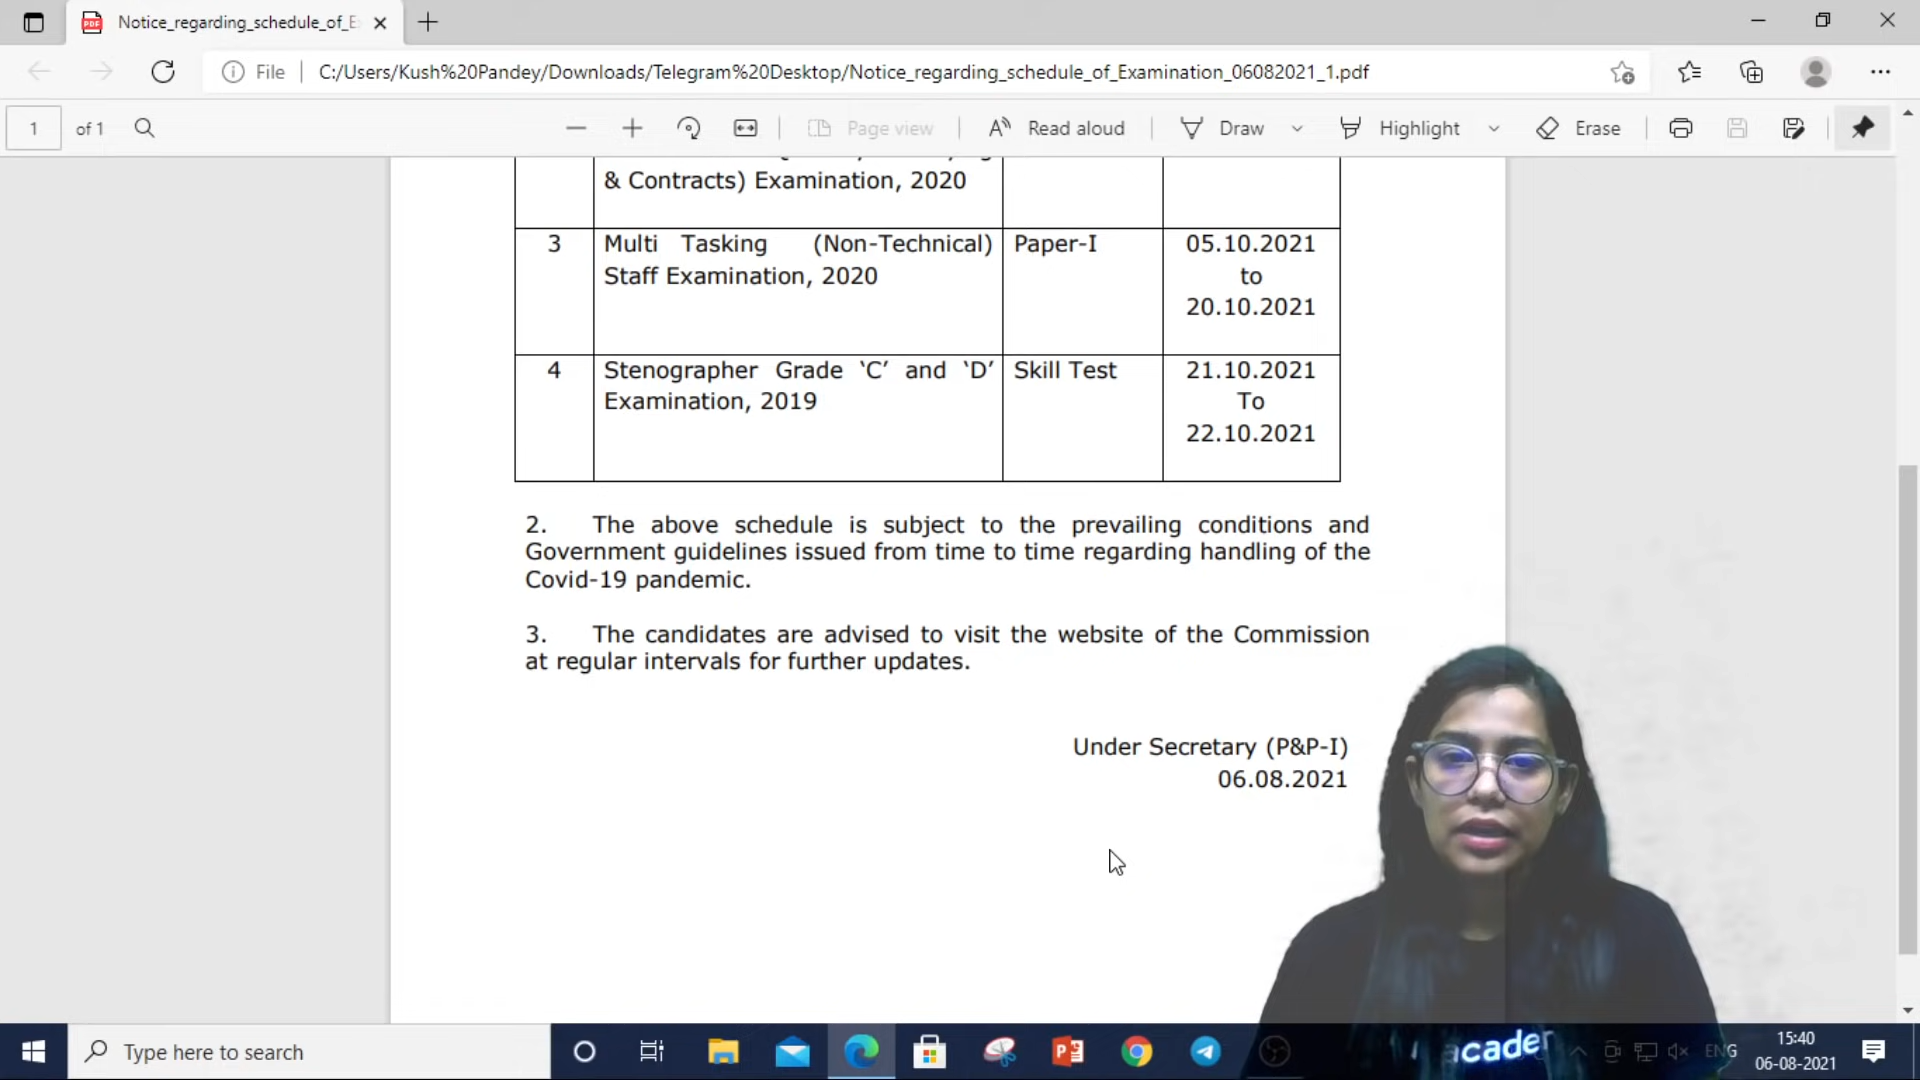 Notice_regarding_schedule_of_E
File
C:/Users/Kush%20Pandey/Downloads/Telegram%20Desktop/Notice_regarding_schedule_of_Examination_06082021_1.pdf
1 of 1
Page view
Read aloud
Draw
Highlight
Erase
& Contracts) Examination, 2020
3 Multi Tasking (Non-Technical) Paper-I 05.10.2021
Staff Examination, 2020 to
20.10.2021
4 Stenographer Grade ‘C’ and ‘D’ Skill Test 21.10.2021
Examination, 2019 To
22.10.2021
2. The above schedule is subject to the prevailing conditions and
Government guidelines issued from time to time regarding handling of the
Covid-19 pandemic.
3. The candidates are advised to visit the website of the Commission
at regular intervals for further updates.
Under Secretary (P&P-I)
06.08.2021
acade
Type here to search
ENG
15:40
06-08-2021